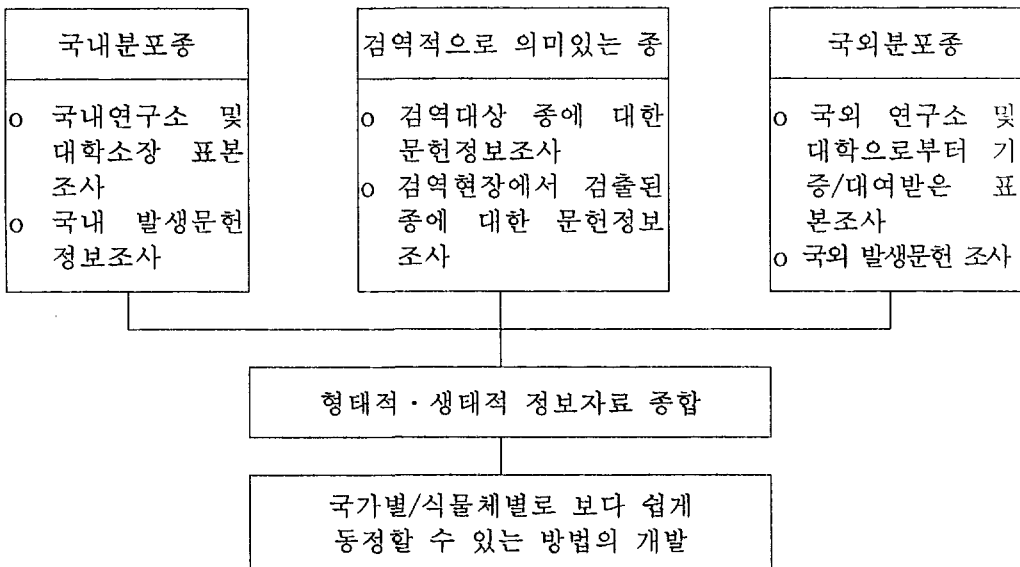 국내분포종
o 국내연구소 및
대학소장 표본
조사
o 국내 발생문헌
정보조사
검역적으로 의미있는 종
o 검역대상 종에 대한
문헌정보조사
o 검역현장에서 검출된
종에 대한 문헌정보
조사
국외분포종
o 국외 연구소 및
대학으로부터 기
증/대여받은 표
본조사
o 국외 발생문헌 조사
형태적·생태적 정보자료 종합
국가별/식물체별로 보다 쉽게
동정할 수 있는 방법의 개발